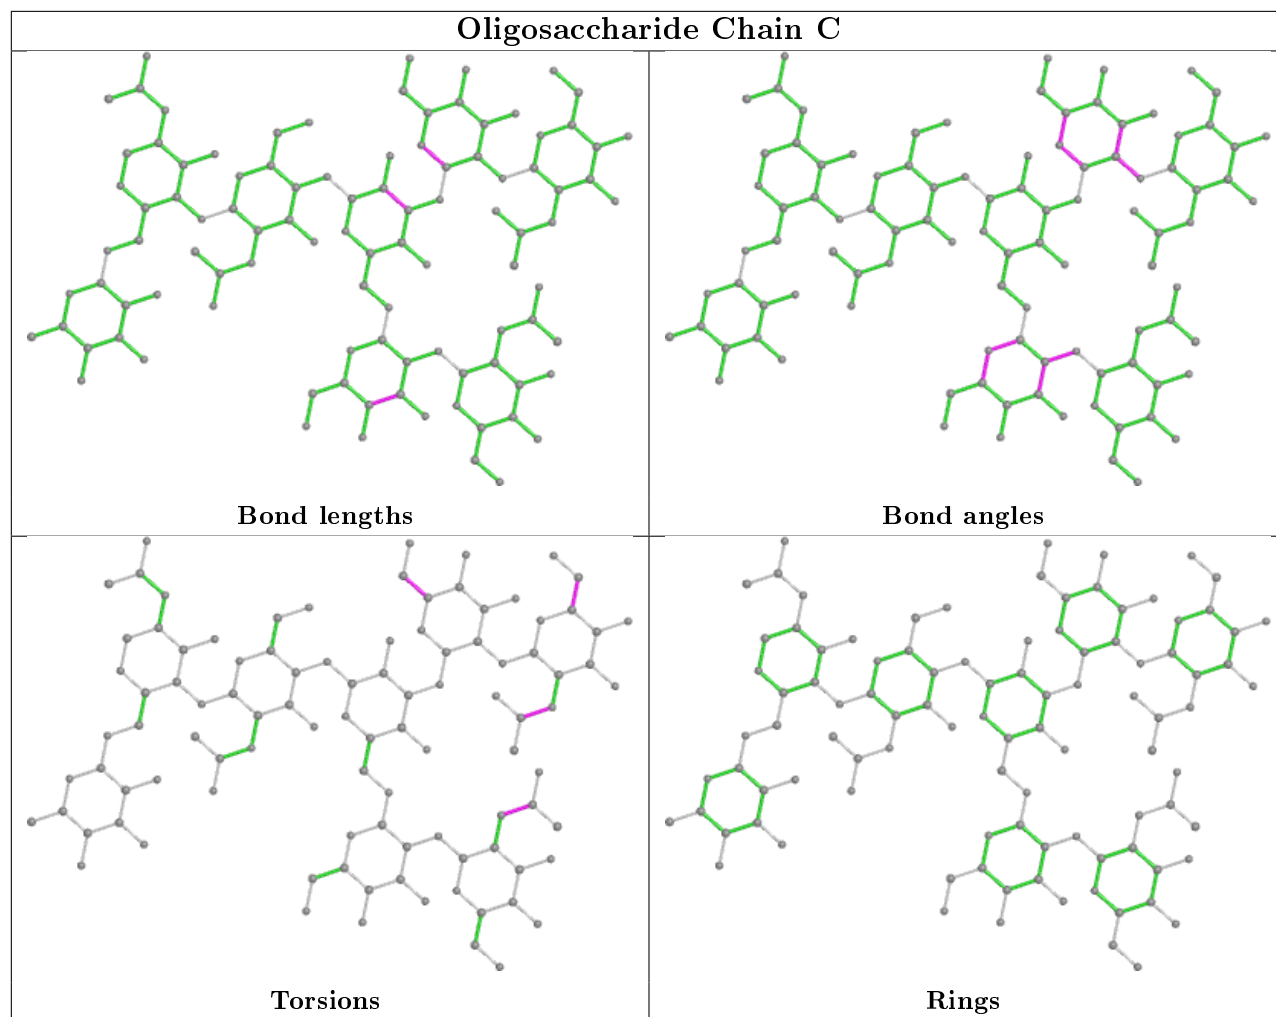 Oligosaccharide Chain C
Bond lengths
Bond angles
Torsions
Rings